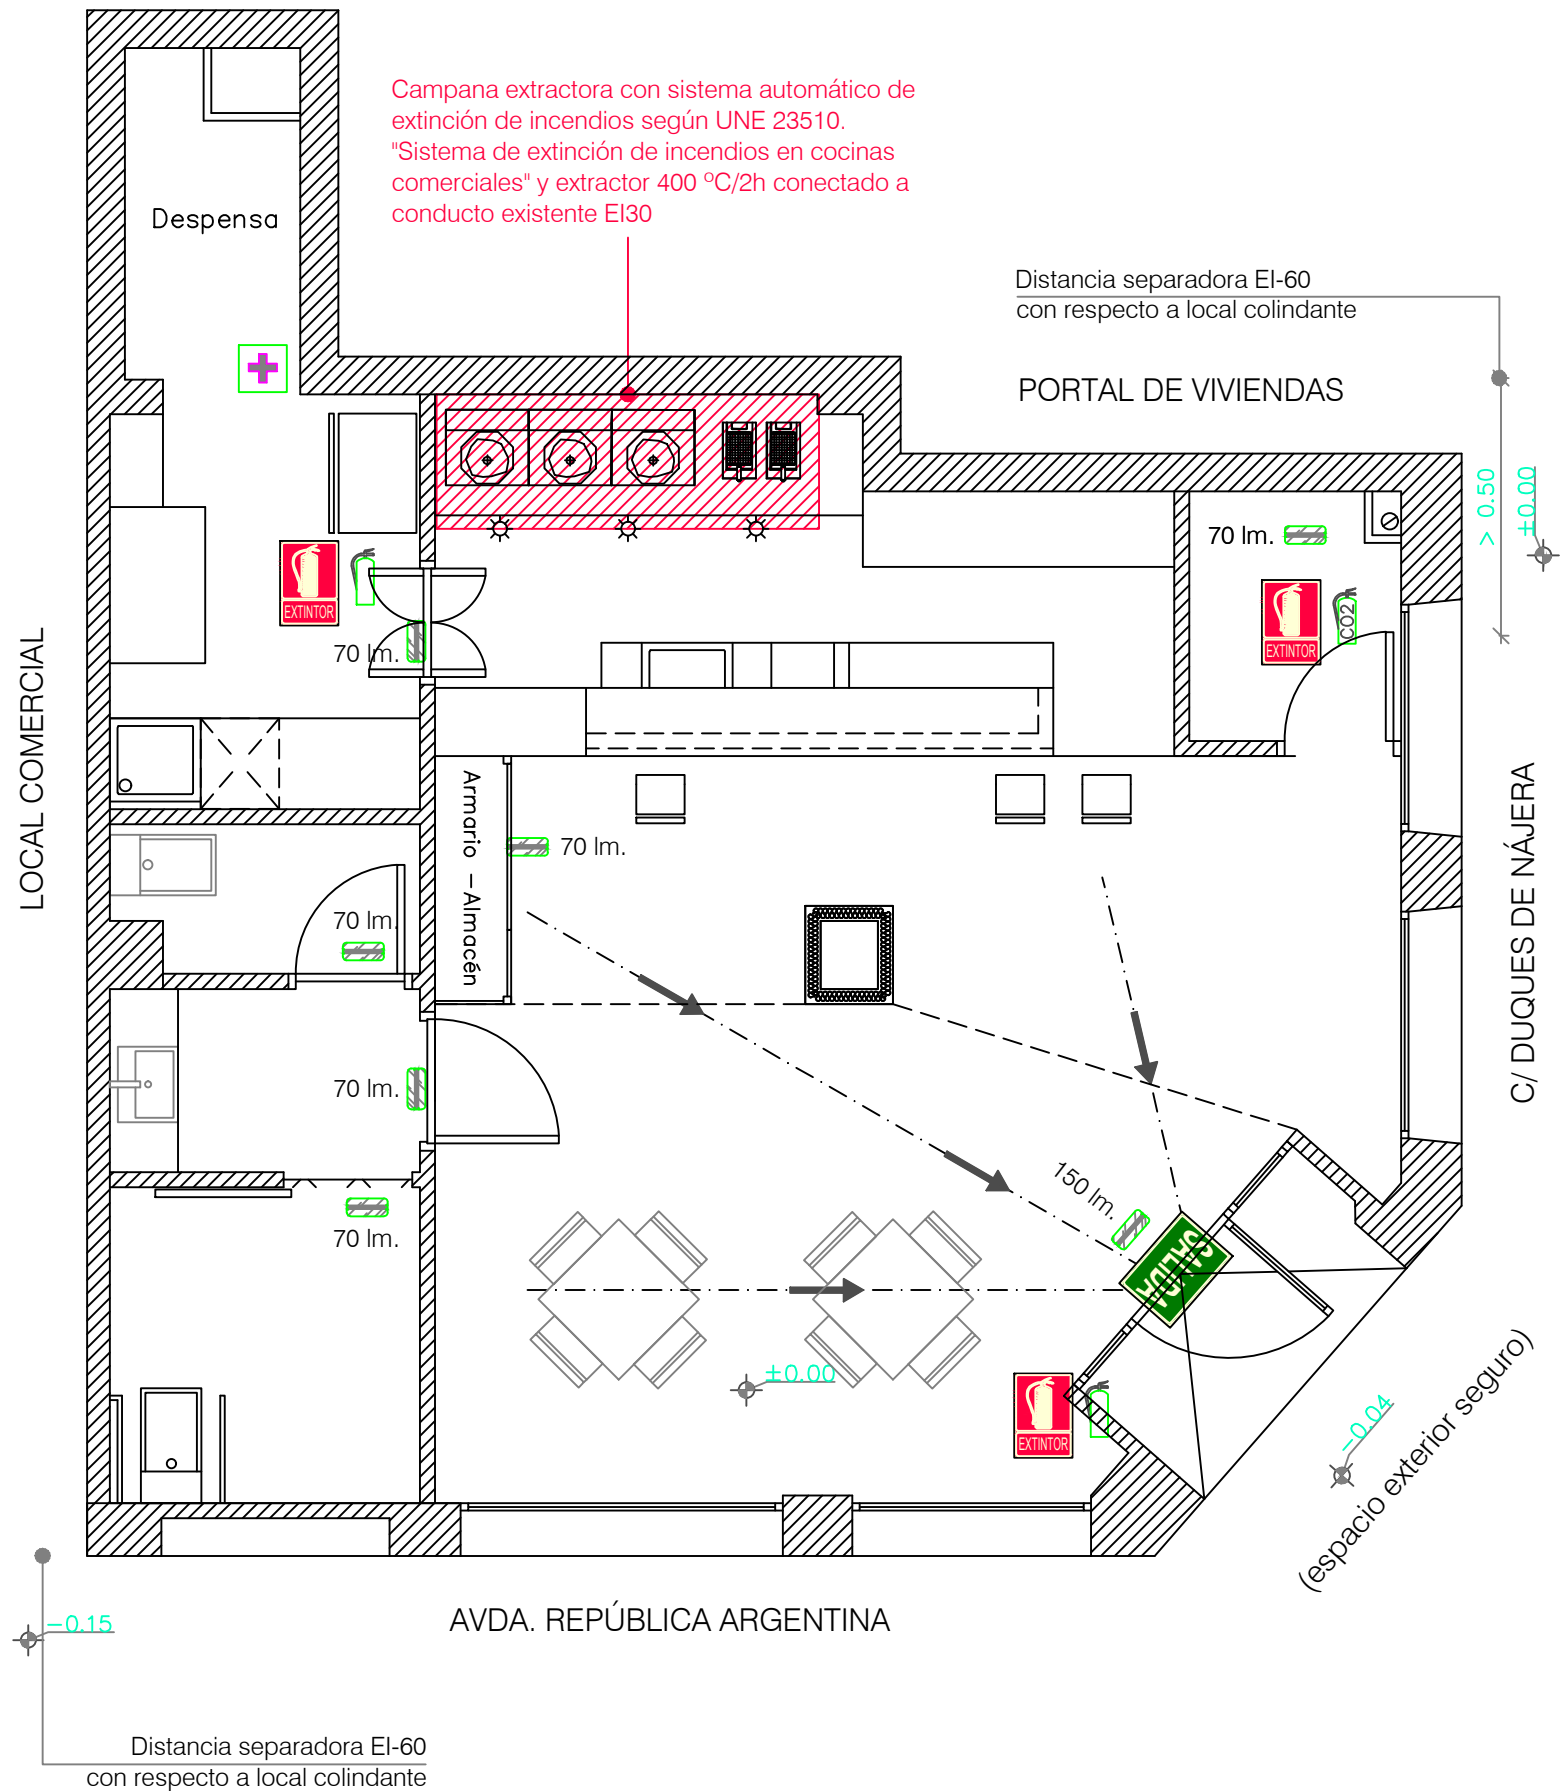 Campana extractora con sistema automático de
extinción de incendios según UNE 23510.
"Sistema de extinción de incendios en cocinas
comerciales" y extractor 400 ºC/2h conectado a
conducto existente EI30
Despensa
Distancia separadora EI-60
con respecto a local colindante
PORTAL DE VIVIENDAS
> 0.50
±0.00
70 lm.
EXTINTOR
CO2
EXTINTOR
70 lm.
LOCAL COMERCIAL
Armario -Almacén
70 lm.
C/ DUQUES DE NÁJERA
70 lm.
70 lm.
150 lm.
SALIDA
70 lm.
±0.00
EXTINTOR
-0.04
(espacio exterior seguro)
AVDA. REPÚBLICA ARGENTINA
-0.15
Distancia separadora EI-60
con respecto a local colindante